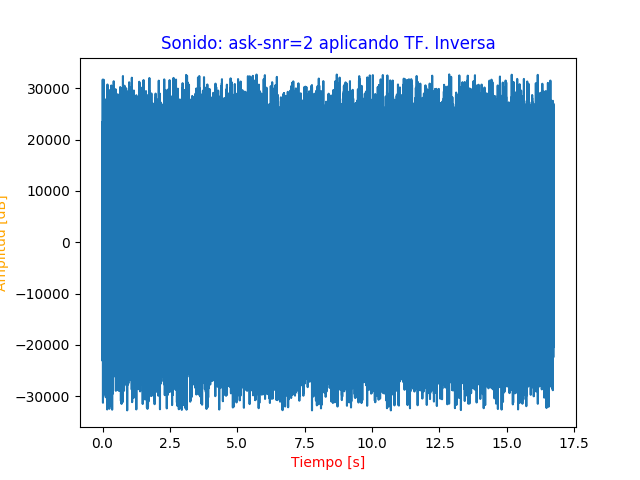 Sonido: ask-snr=2 aplicando TF. Inversa
Amplitud [dB]
30000
20000
10000
0
−10000
−20000
−30000
0.0 2.5 5.0 7.5 10.0 12.5 15.0 17.5
Tiempo [s]